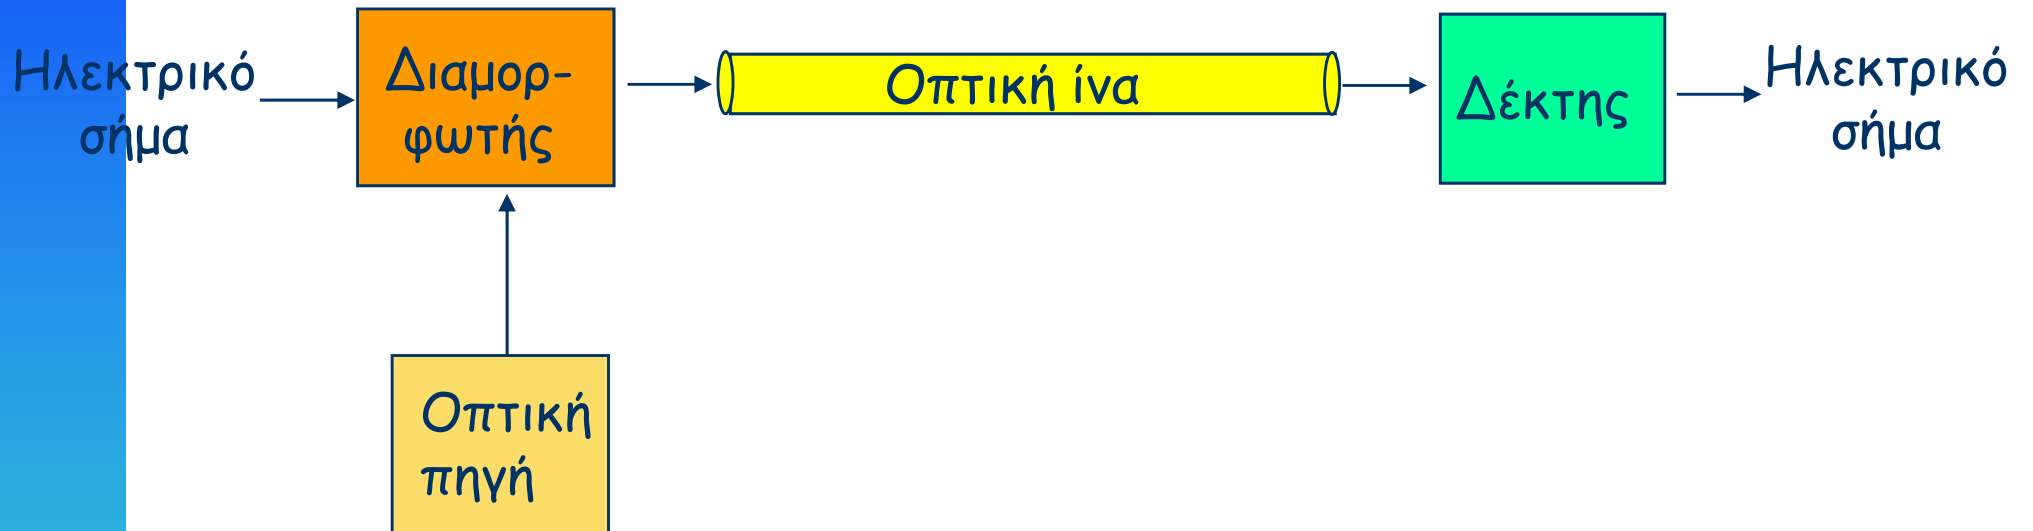 Ηλεκτρικό
σήμα
Διαμορ-
φωτής
Οπτική ίνα
Δέκτης
Ηλεκτρικό
σήμα
Οπτική
πηγή